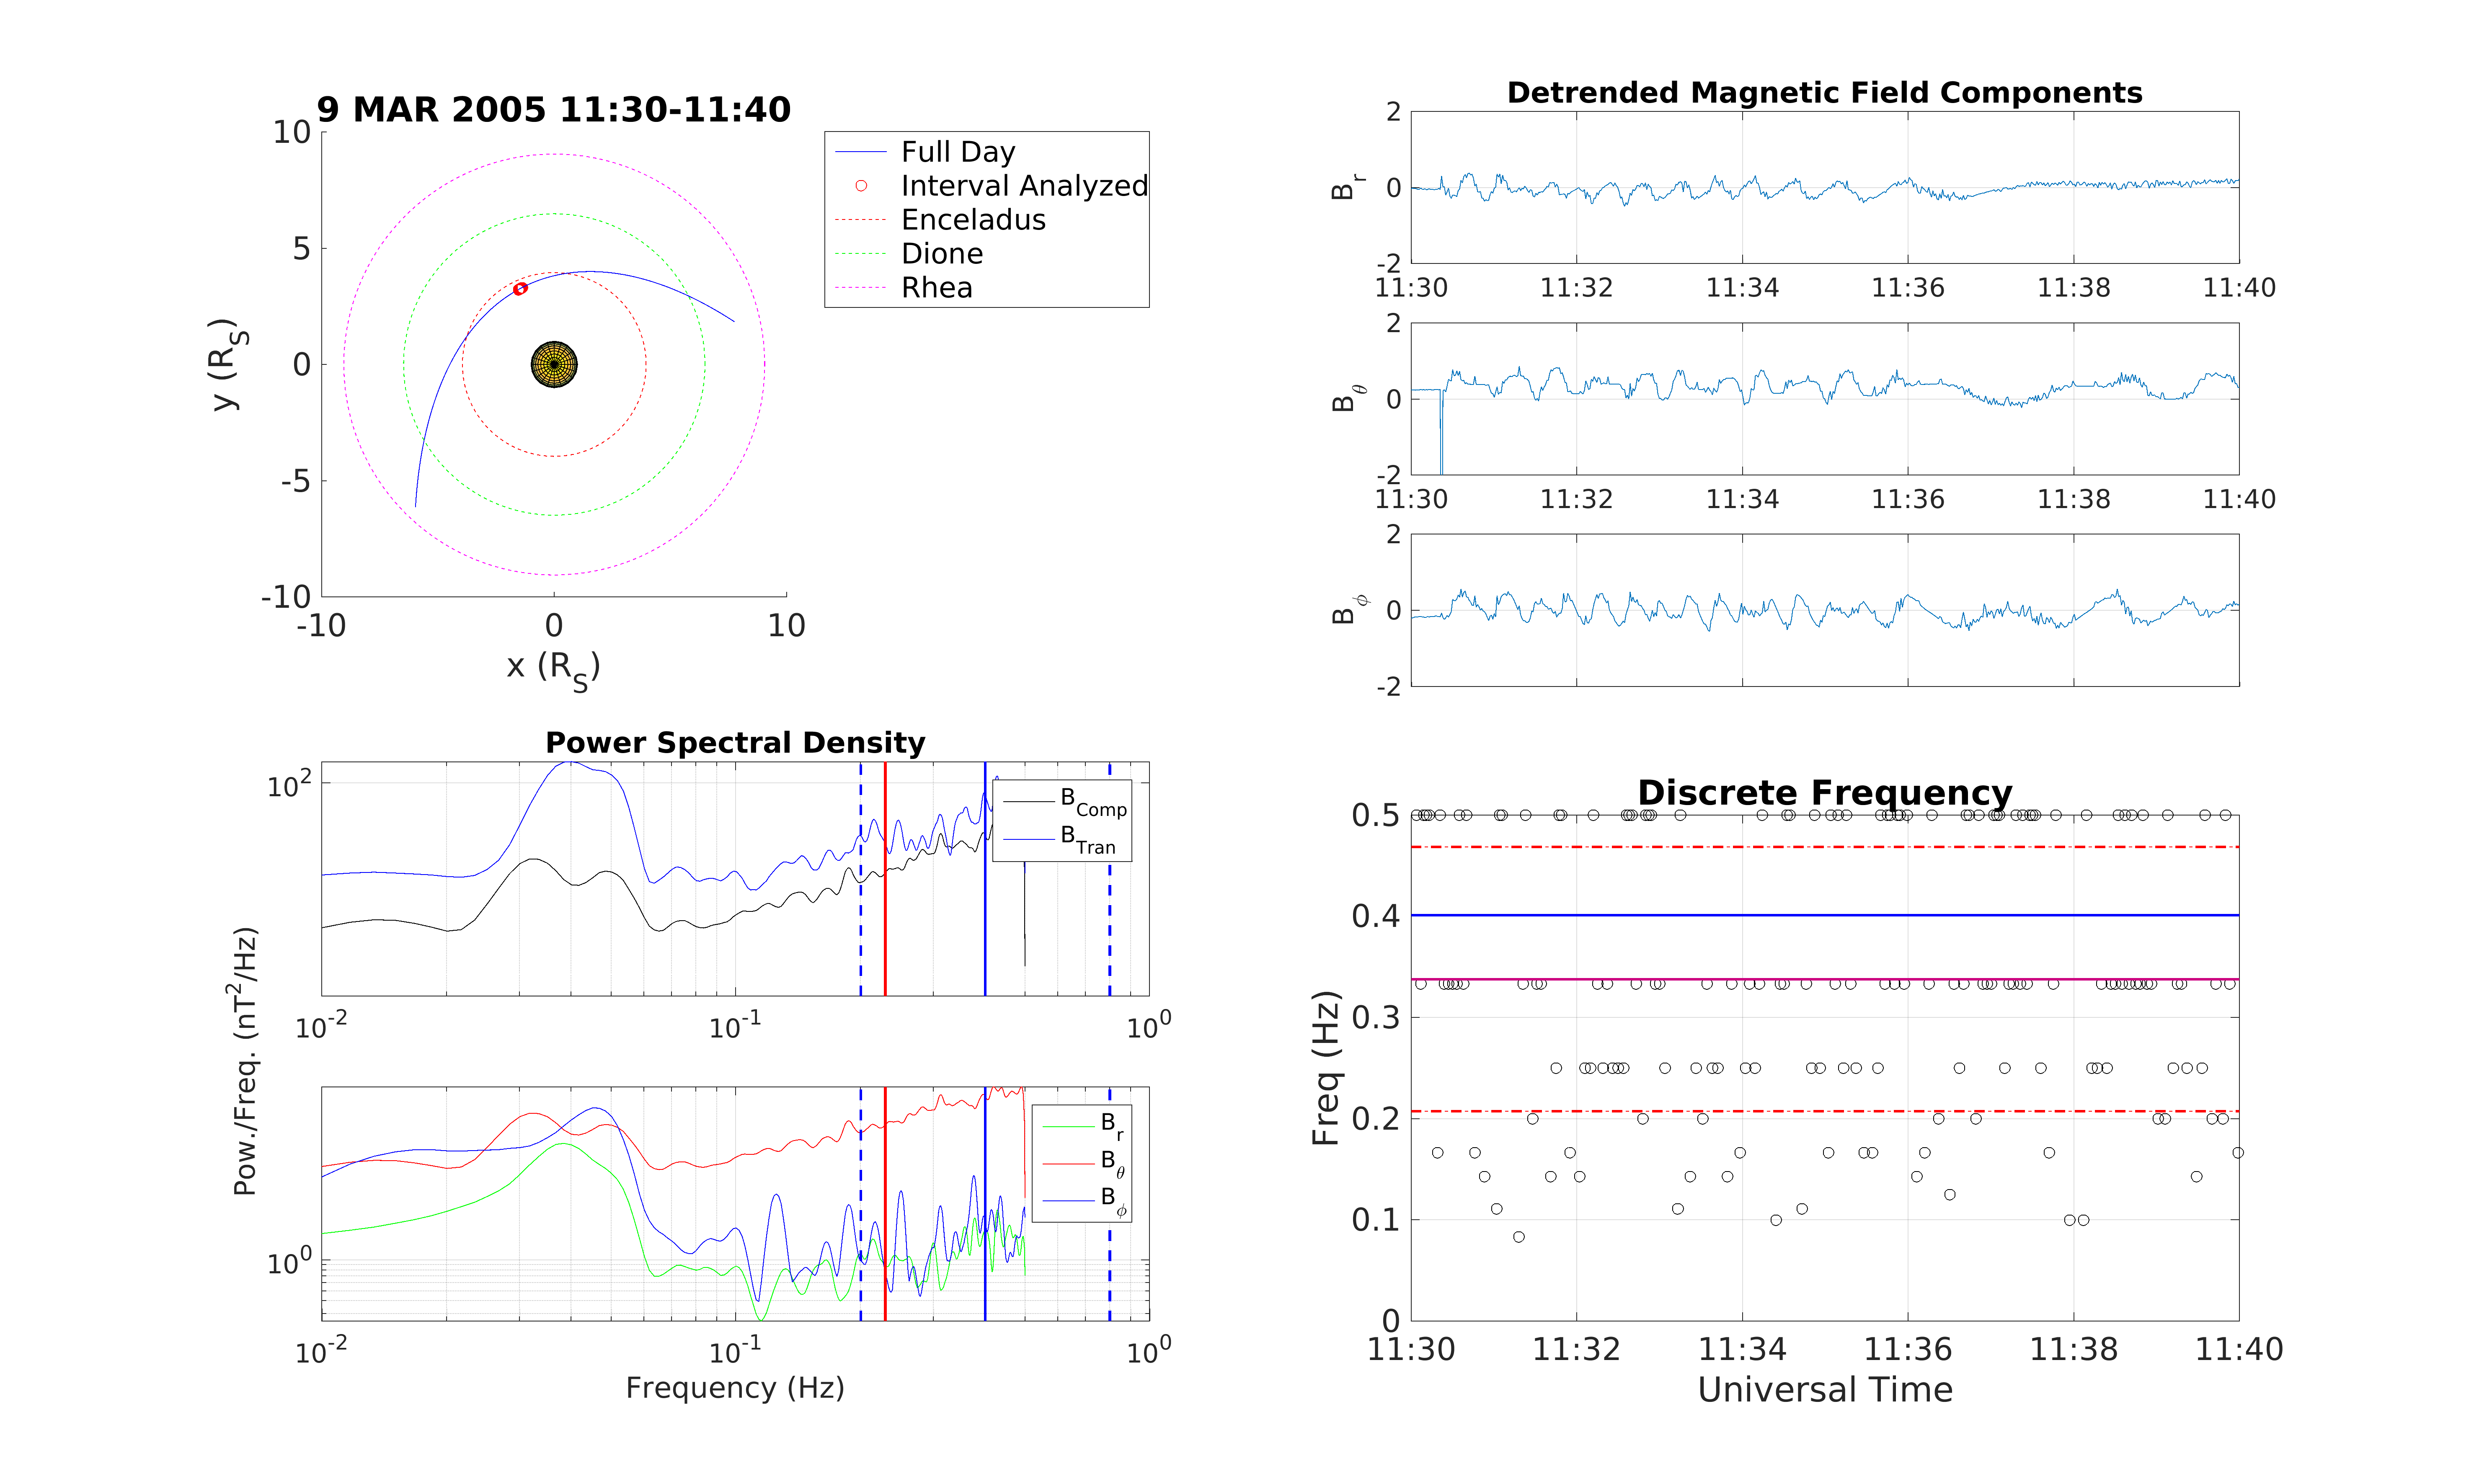 9 MAR 2005 11:30-11:40
10
5
0
-5
-10
-10
0
10
y (R_S)
x (R_S)
Full Day
Interval Analyzed
Enceladus
Dione
Rhea
Detrended Magnetic Field Components
2
0
-2
B_r
11:30
11:32
11:34
11:36
11:38
11:40
2
0
-2
B_θ
11:30
11:32
11:34
11:36
11:38
11:40
2
0
-2
B_ϕ
Power Spectral Density
10^2
B_Comp
B_Tran
10^-2
10^-1
10^0
Pow./Freq. (nT^2/Hz)
10^0
B_r
B_θ
B_ϕ
10^-2
10^-1
10^0
Frequency (Hz)
Discrete Frequency
0.5
0.4
0.3
0.2
0.1
0
Freq (Hz)
11:30
11:32
11:34
11:36
11:38
11:40
Universal Time